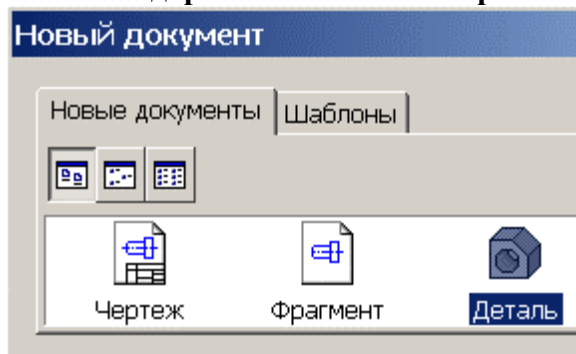 Новый документ
Новые документы Шаблоны
Чертеж Фрагмент Деталь